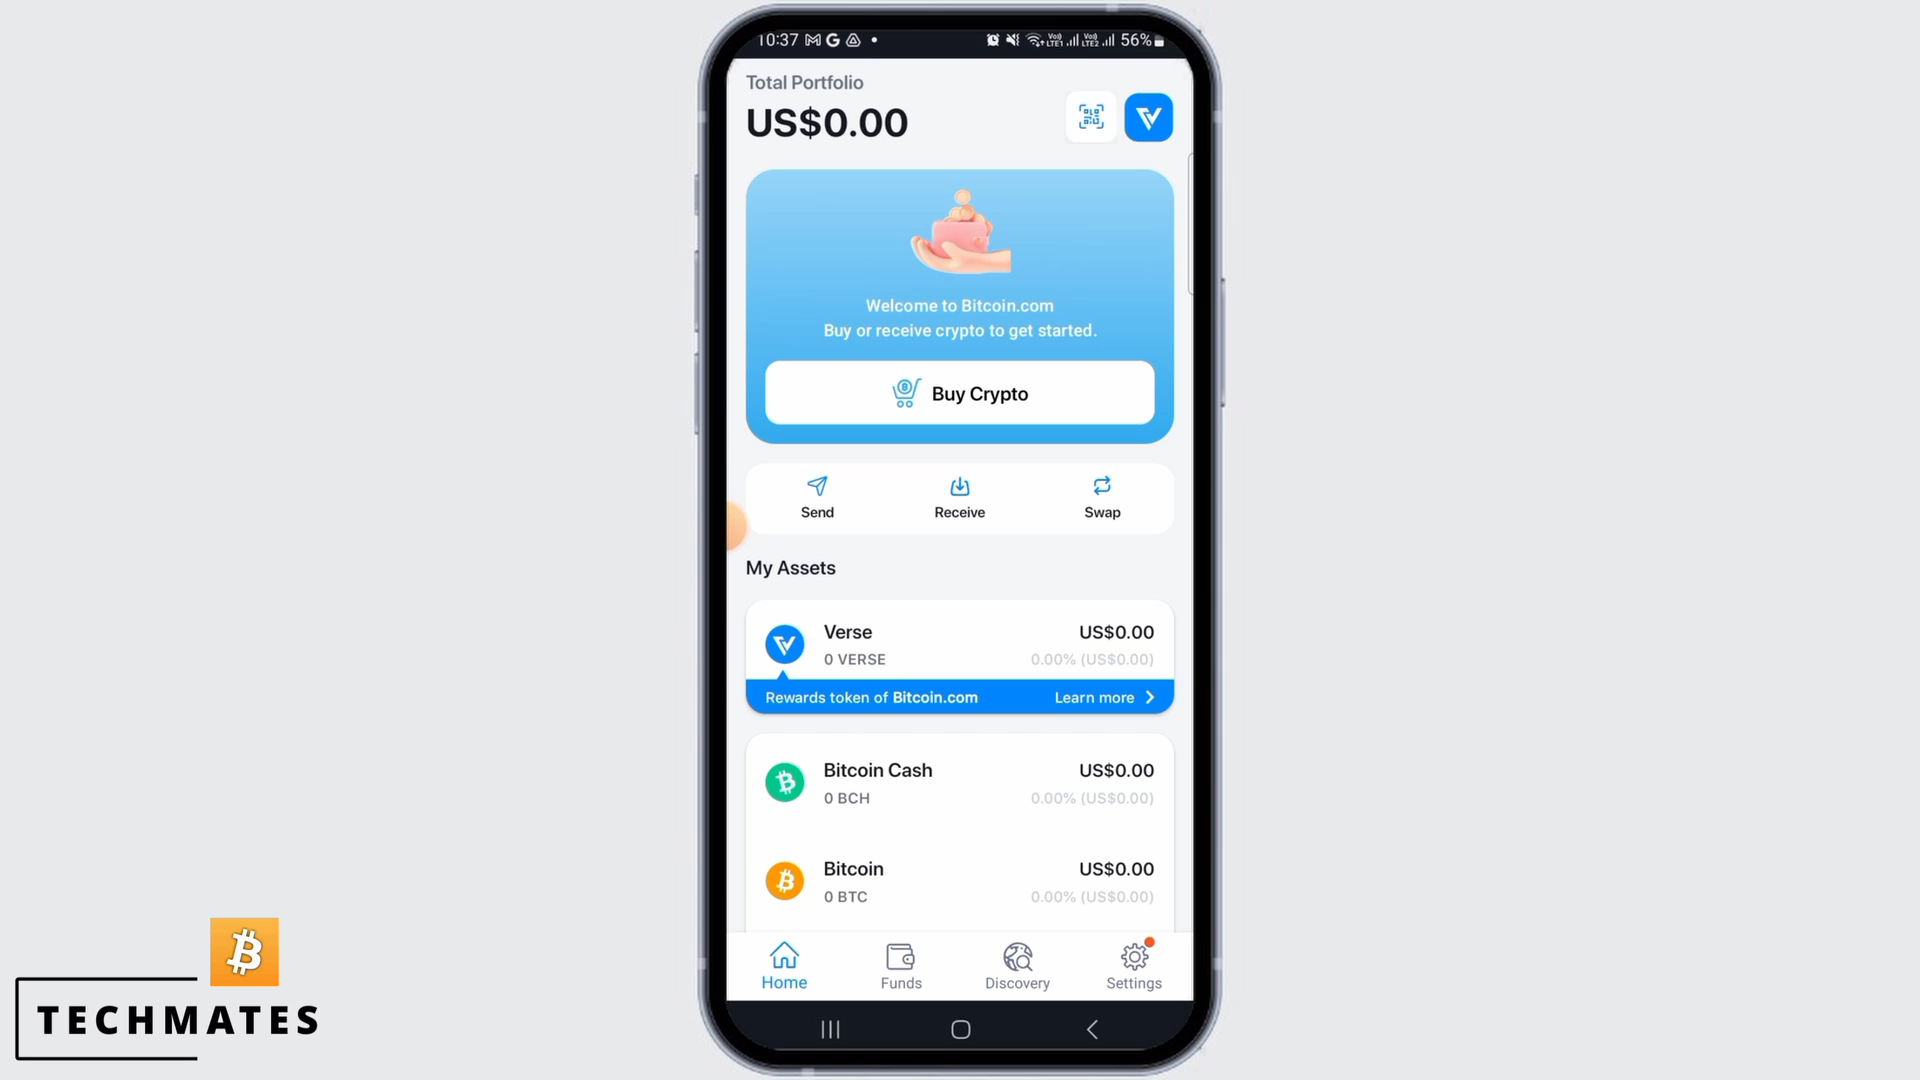 10:37
56%
Total Portfolio
US$0.00
Welcome to Bitcoin.com
Buy or receive crypto to get started.
Buy Crypto
Send
Receive
Swap
My Assets
Verse
US$0.00
0 VERSE
0.00% (US$0.00)
Rewards token of Bitcoin.com
Learn more
Bitcoin Cash
US$0.00
0 BCH
0.00% (US$0.00)
Bitcoin
US$0.00
0 BTC
0.00% (US$0.00)
Home
Funds
Discovery
Settings
TECHMATES